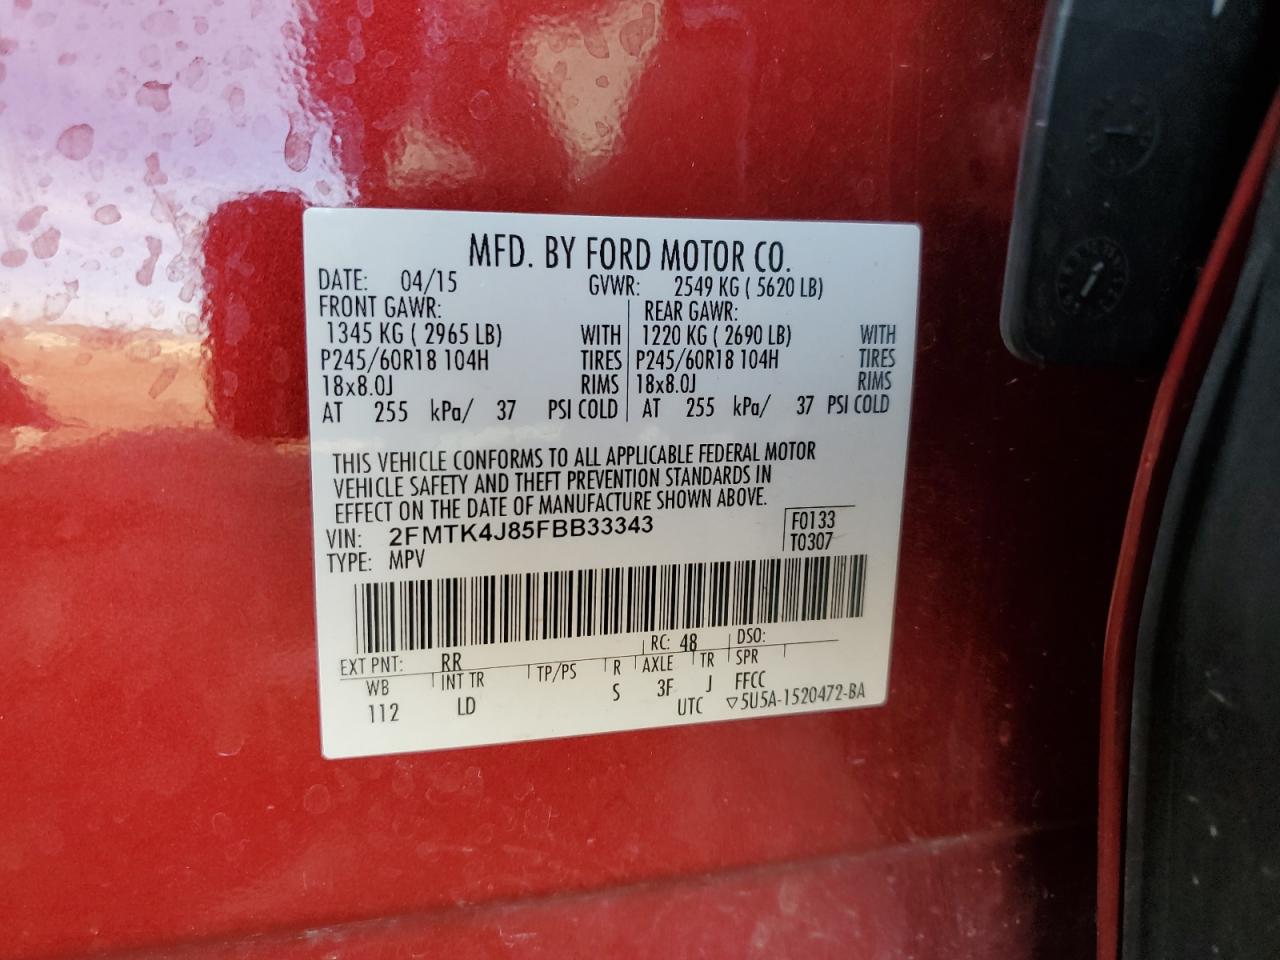 MFD. BY FORD MOTOR CO.
DATE: 04/15 GVWR: 2549 KG ( 5620 LB)
FRONT GAWR: REAR GAWR:
1345 KG ( 2965 LB) WITH 1220 KG ( 2690 LB) WITH
P245/60R18 104H TIRES P245/60R18 104H TIRES
18x8.0J RIMS 18x8.0J RIMS
AT 255 kPa/ 37 PSI COLD AT 255 kPa/ 37 PSI COLD
THIS VEHICLE CONFORMS TO ALL APPLICABLE FEDERAL MOTOR
VEHICLE SAFETY AND THEFT PREVENTION STANDARDS IN
EFFECT ON THE DATE OF MANUFACTURE SHOWN ABOVE.
VIN: 2FMTK4J85FBB33343 F0133
TYPE: MPV T0307
RC: 48 DSO:
EXT PNT: RR
WB INT TR TP/PS R AXLE TR SPR
112 LD S 3F J FFCC
UTC ▽5U5A-1520472-BA